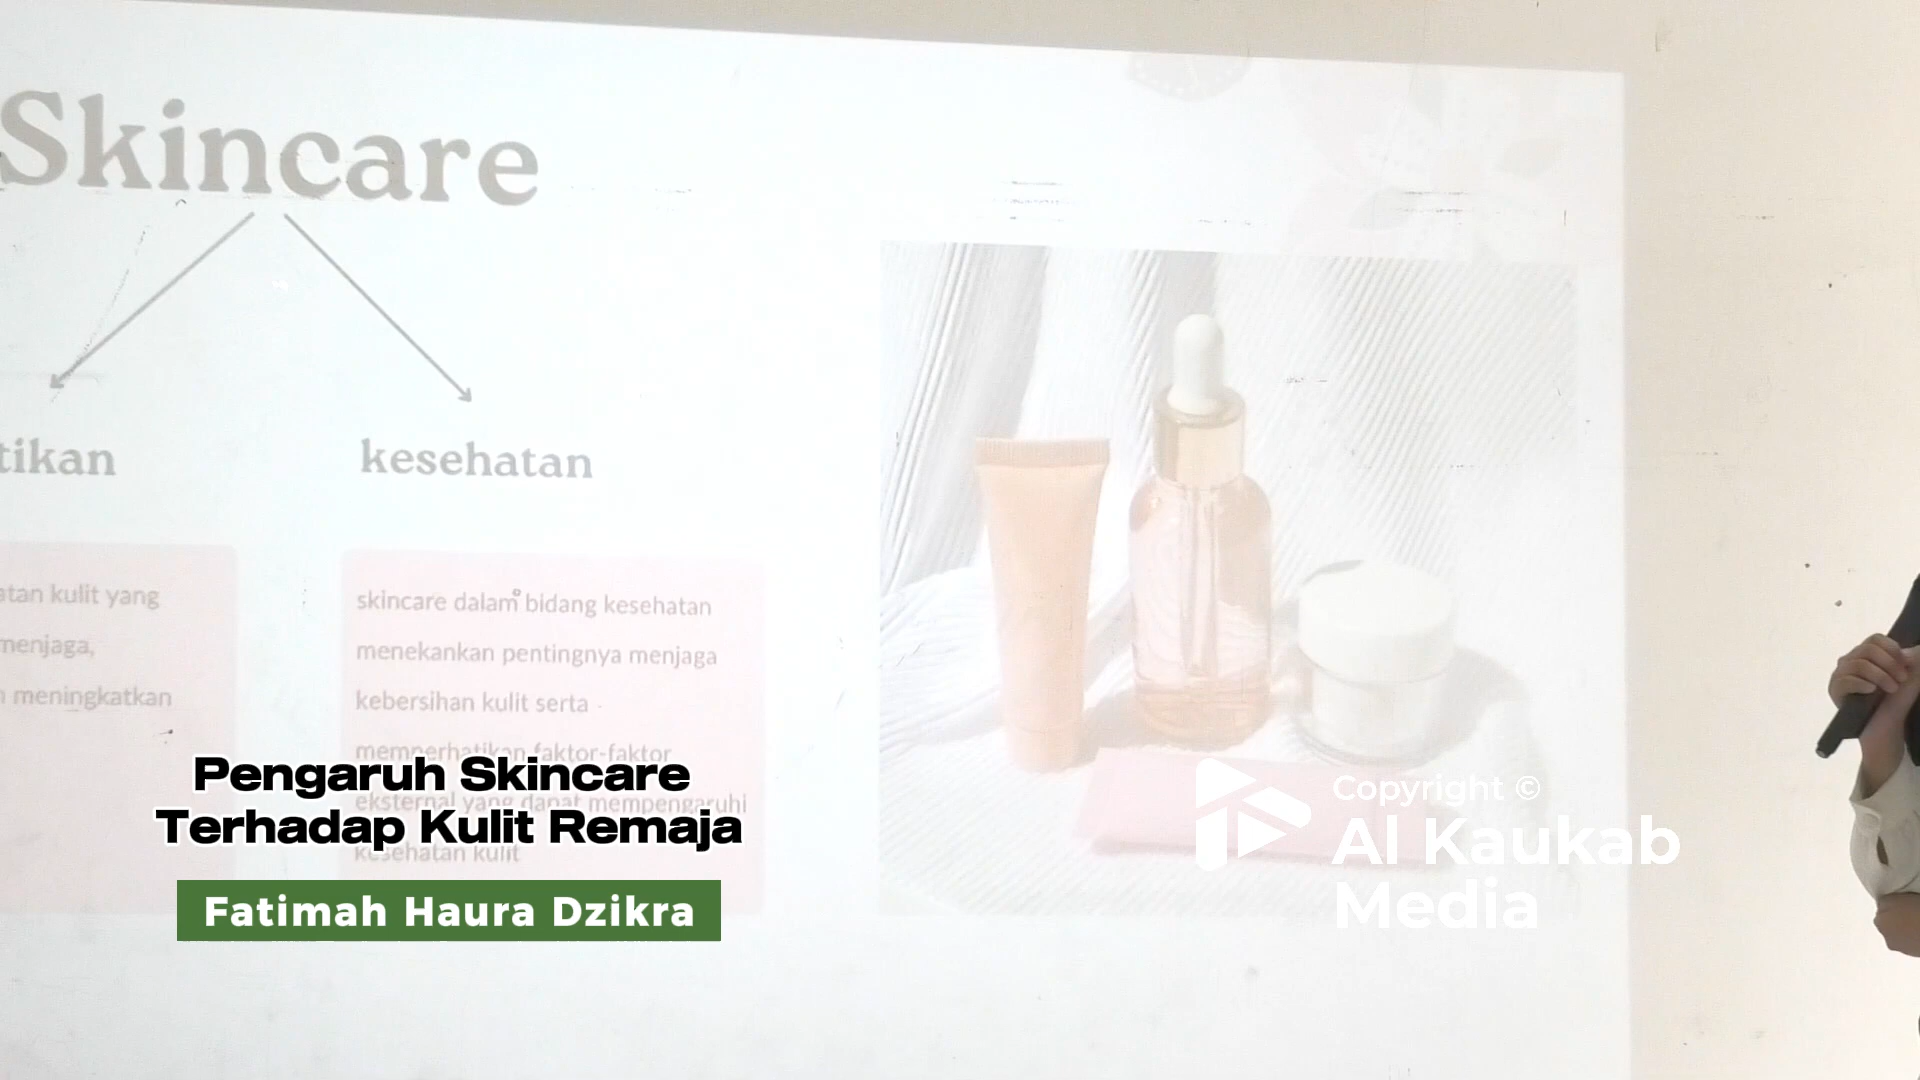 Skincare
tikan
kesehatan
atan kulit yang
menjaga,
meningkatkan
skincare dalam bidang kesehatan
menekankan pentingnya menjaga
kebersihan kulit serta
memperhatikan faktor-faktor
eksternal yang dapat mempengaruhi
kesehatan kulit
Pengaruh Skincare
Terhadap Kulit Remaja
Fatimah Haura Dzikra
Copyright ©
Al Kaukab
Media